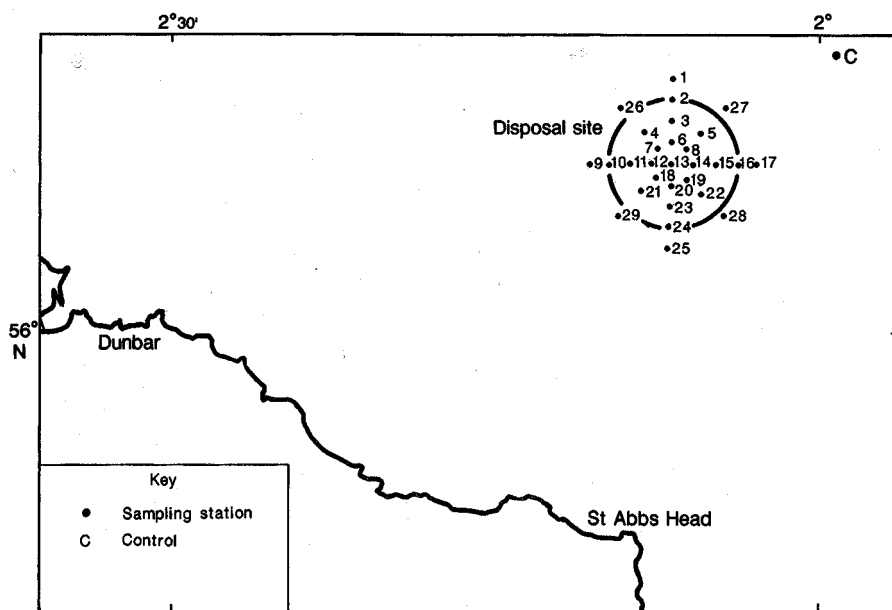 2°30'
2°
C
1
2
26
27
3
4
5
Disposal site
6
7
8
9 10 11 12 13 14 15 16 17
18
19
20
21
22
23
29
28
24
25
56°
N
Dunbar
St Abbs Head
Key
Sampling station
C Control